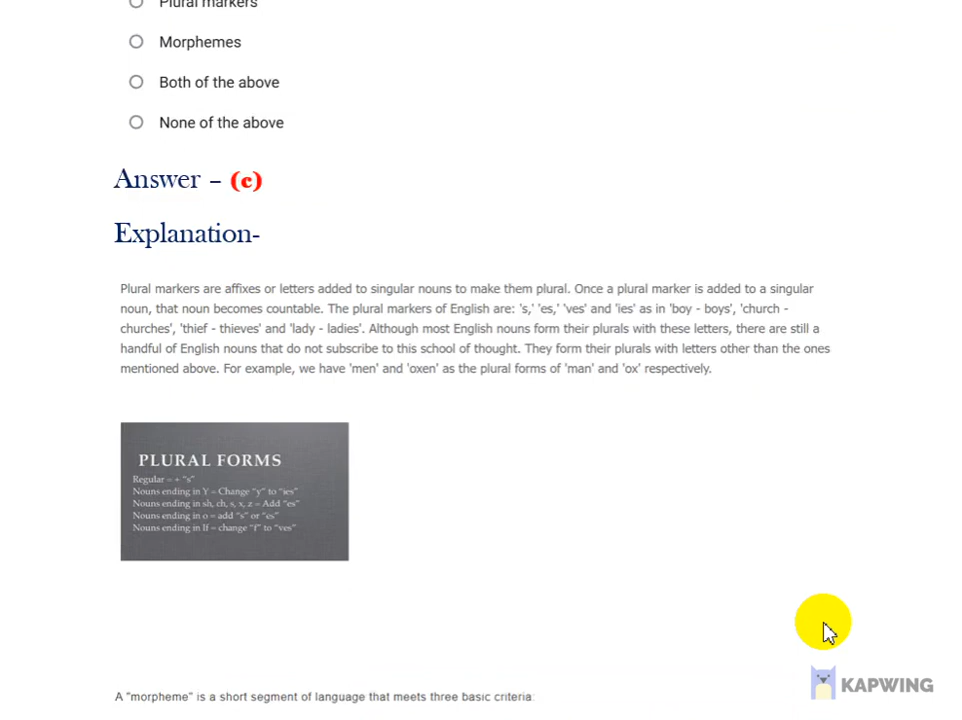 Plural markers
Morphemes
Both of the above
None of the above
Answer – (c)
Explanation-
Plural markers are affixes or letters added to singular nouns to make them plural. Once a plural marker is added to a singular
noun, that noun becomes countable. The plural markers of English are: 's,' 'es,' 'ves' and 'ies' as in 'boy - boys', 'church -
churches', 'thief - thieves' and 'lady - ladies'. Although most English nouns form their plurals with these letters, there are still a
handful of English nouns that do not subscribe to this school of thought. They form their plurals with letters other than the ones
mentioned above. For example, we have 'men' and 'oxen' as the plural forms of 'man' and 'ox' respectively.
PLURAL FORMS
Regular = + "s"
Nouns ending in Y = Change "y" to "ies"
Nouns ending in sh, ch, s, x, z = Add "es"
Nouns ending in o = add "s" or "es"
Nouns ending in lf = change "f" to "ves"
A "morpheme" is a short segment of language that meets three basic criteria:
KAPWING